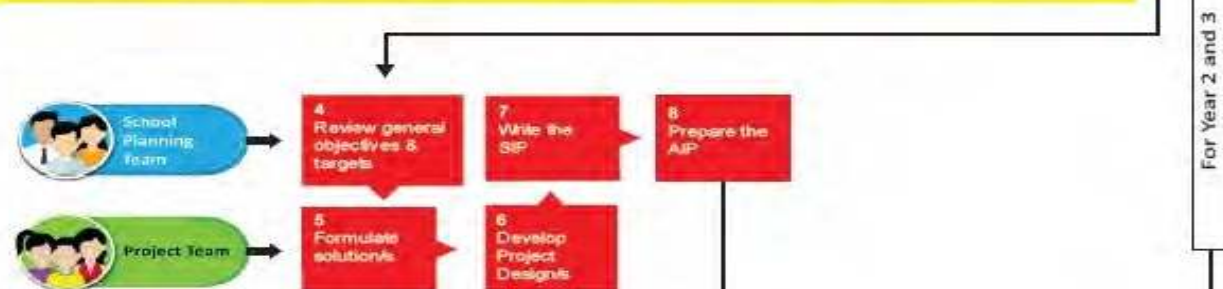 School
Planning
Team
4
Review general
objectives &
targets
7
Write the
SIP
8
Prepare the
AIP
For Year 2 and 3
Project Team
5
Formulate
solution/s
6
Develop
Project
Design/s